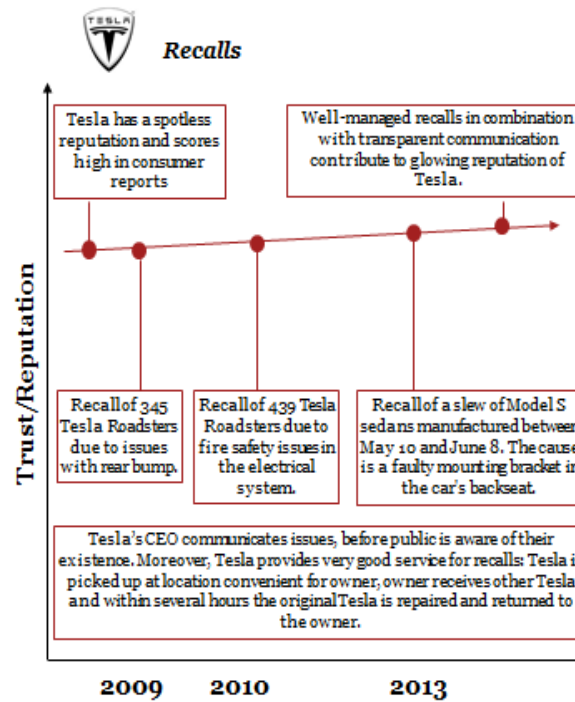 TESLA
Recalls
Tesla has a spotless
reputation and scores
high in consumer
reports
Well-managed recalls in combination
with transparent communication
contribute to glowing reputation of
Tesla.
Trust/Reputation
Recall of 345
Tesla Roadsters
due to issues
with rear bump.
Recall of 439 Tesla
Roadsters due to
fire safety issues in
the electrical
system.
Recall of a slew of Model S
sedans manufactured between
May 10 and June 8. The cause
is a faulty mounting bracket in
the car's backseat.
Tesla's CEO communicates issues, before public is aware of their
existence. Moreover, Tesla provides very good service for recalls: Tesla i
picked up at location convenient for owner, owner receives other Tesla
and within several hours the original Tesla is repaired and returned to
the owner.
2009 2010 2013